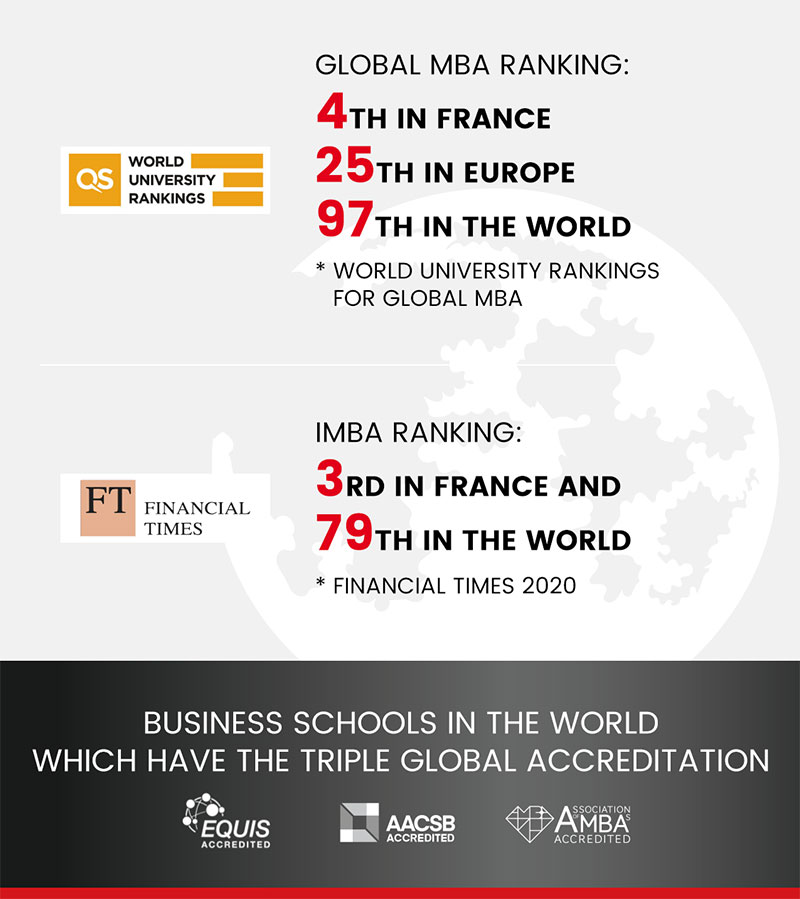 GLOBAL MBA RANKING:
4TH IN FRANCE
QS WORLD UNIVERSITY RANKINGS
25TH IN EUROPE
97TH IN THE WORLD
* WORLD UNIVERSITY RANKINGS
FOR GLOBAL MBA
IMBA RANKING:
3RD IN FRANCE AND
FT FINANCIAL TIMES
79TH IN THE WORLD
* FINANCIAL TIMES 2020
BUSINESS SCHOOLS IN THE WORLD
WHICH HAVE THE TRIPLE GLOBAL ACCREDITATION
EQUIS
ACCREDITED
AACSB
ACCREDITED
ASSOCIATION
OF AMBAS
ACCREDITED